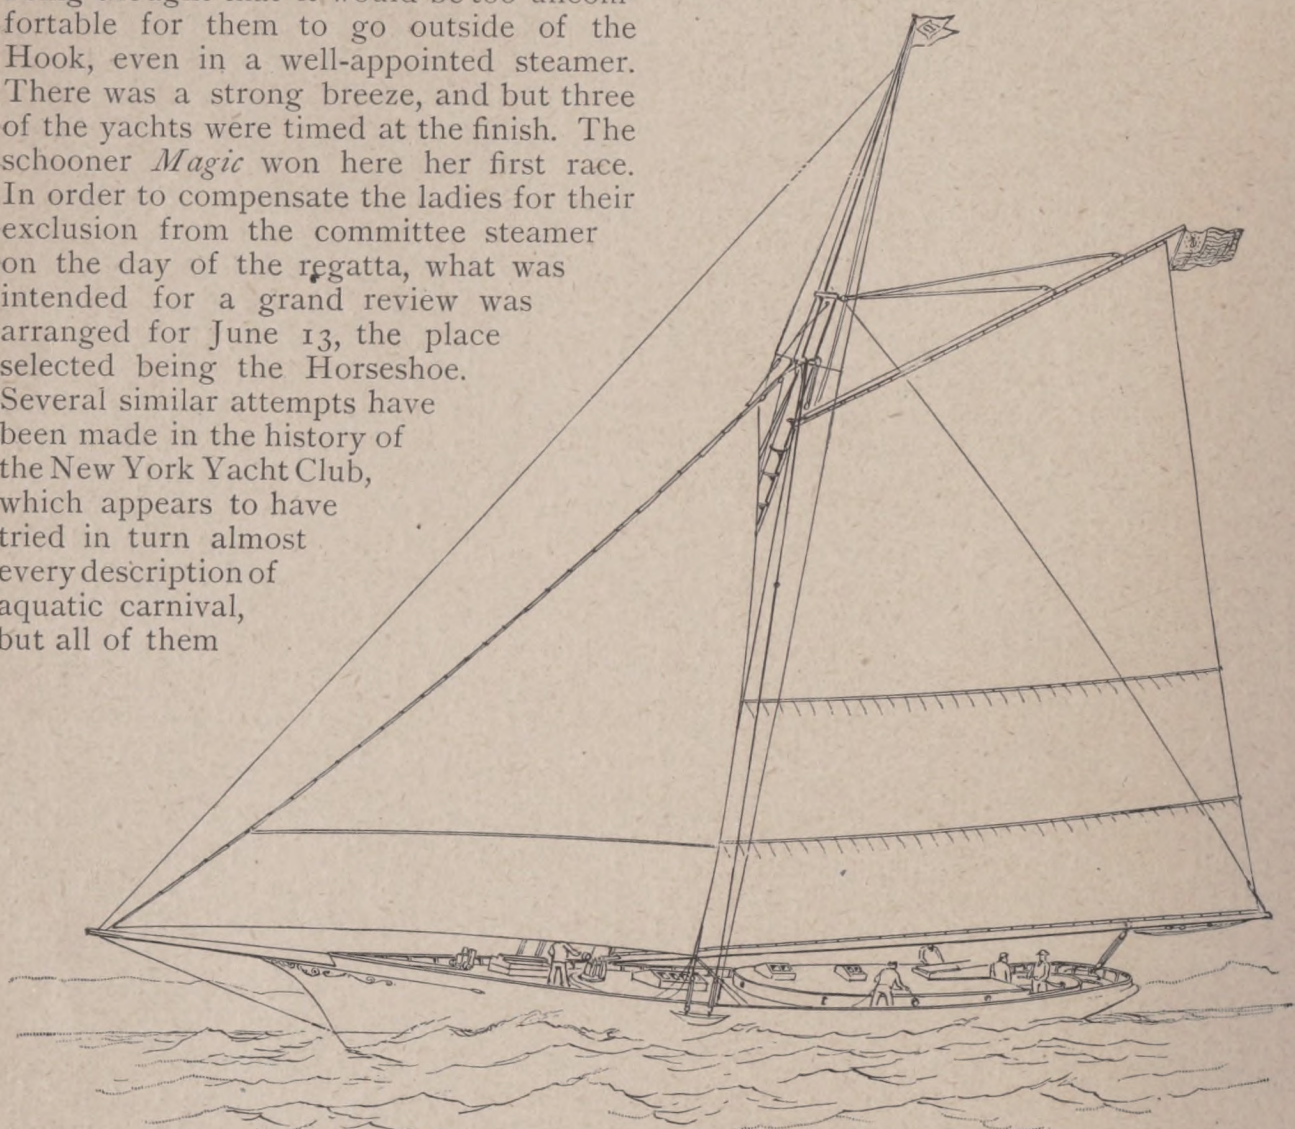 fortable for them to go outside of the
Hook, even in a well-appointed steamer.
There was a strong breeze, and but three
of the yachts were timed at the finish. The
schooner Magic won here her first race.
In order to compensate the ladies for their
exclusion from the committee steamer
on the day of the regatta, what was
intended for a grand review was
arranged for June 13, the place
selected being the Horseshoe.
Several similar attempts have
been made in the history of
the New York Yacht Club,
which appears to have
tried in turn almost
every description of
aquatic carnival,
but all of them